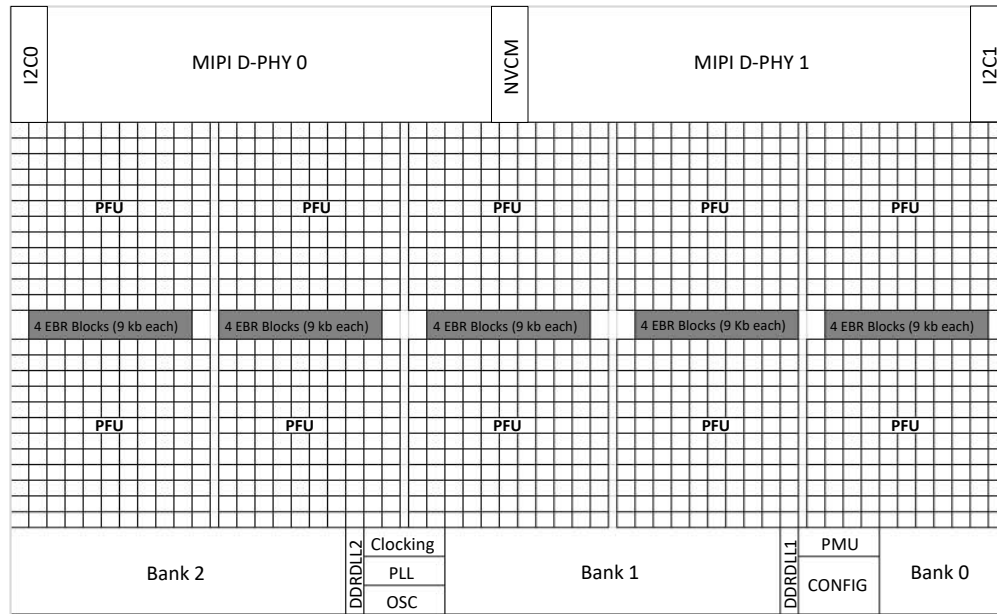 I2C0
MIPI D-PHY 0
NVCM
MIPI D-PHY 1
I2C1
PFU
PFU
PFU
PFU
PFU
4 EBR Blocks (9 kb each)
4 EBR Blocks (9 kb each)
4 EBR Blocks (9 kb each)
4 EBR Blocks (9 Kb each)
4 EBR Blocks (9 kb each)
PFU
PFU
PFU
PFU
PFU
Bank 2
DDRDLL2
Clocking
PLL
OSC
Bank 1
DDRDLL1
PMU
CONFIG
Bank 0